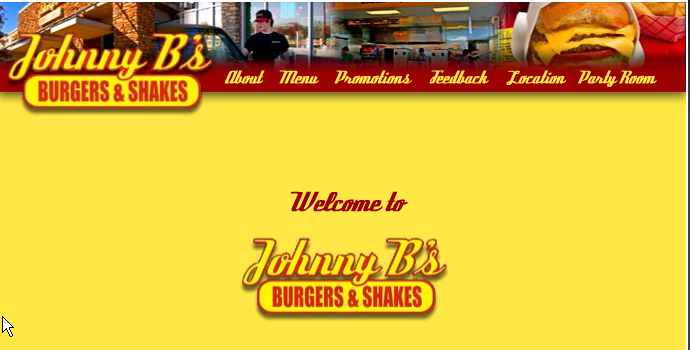 Johnny B's
BURGERS & SHAKES
About Menu Promotions Feedback Location Party Room
Welcome to
Johnny B's
BURGERS & SHAKES